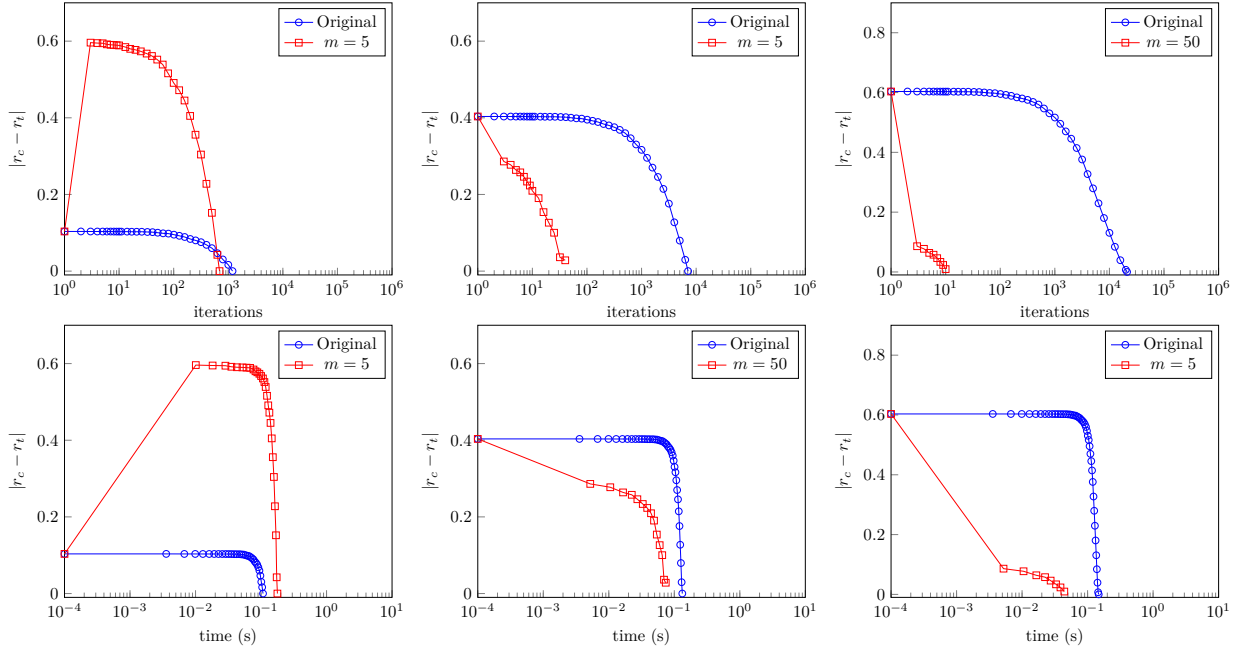 Original
m = 5
|r_c − r_t|
0.6
0.4
0.2
0
10^0 10^1 10^2 10^3 10^4 10^5 10^6
iterations
Original
m = 5
|r_c − r_t|
0.6
0.4
0.2
0
10^0 10^1 10^2 10^3 10^4 10^5 10^6
iterations
Original
m = 50
|r_c − r_t|
0.8
0.6
0.4
0.2
0
10^0 10^1 10^2 10^3 10^4 10^5 10^6
iterations
Original
m = 5
|r_c − r_t|
0.6
0.4
0.2
0
10^−4 10^−2 10^−1 10^0 10^1
time (s)
Original
m = 50
|r_c − r_t|
0.6
0.4
0.2
0
10^−4 10^−2 10^−1 10^0 10^1
time (s)
Original
m = 5
|r_c − r_t|
0.8
0.6
0.4
0.2
0
10^−4 10^−2 10^−1 10^0 10^1
time (s)